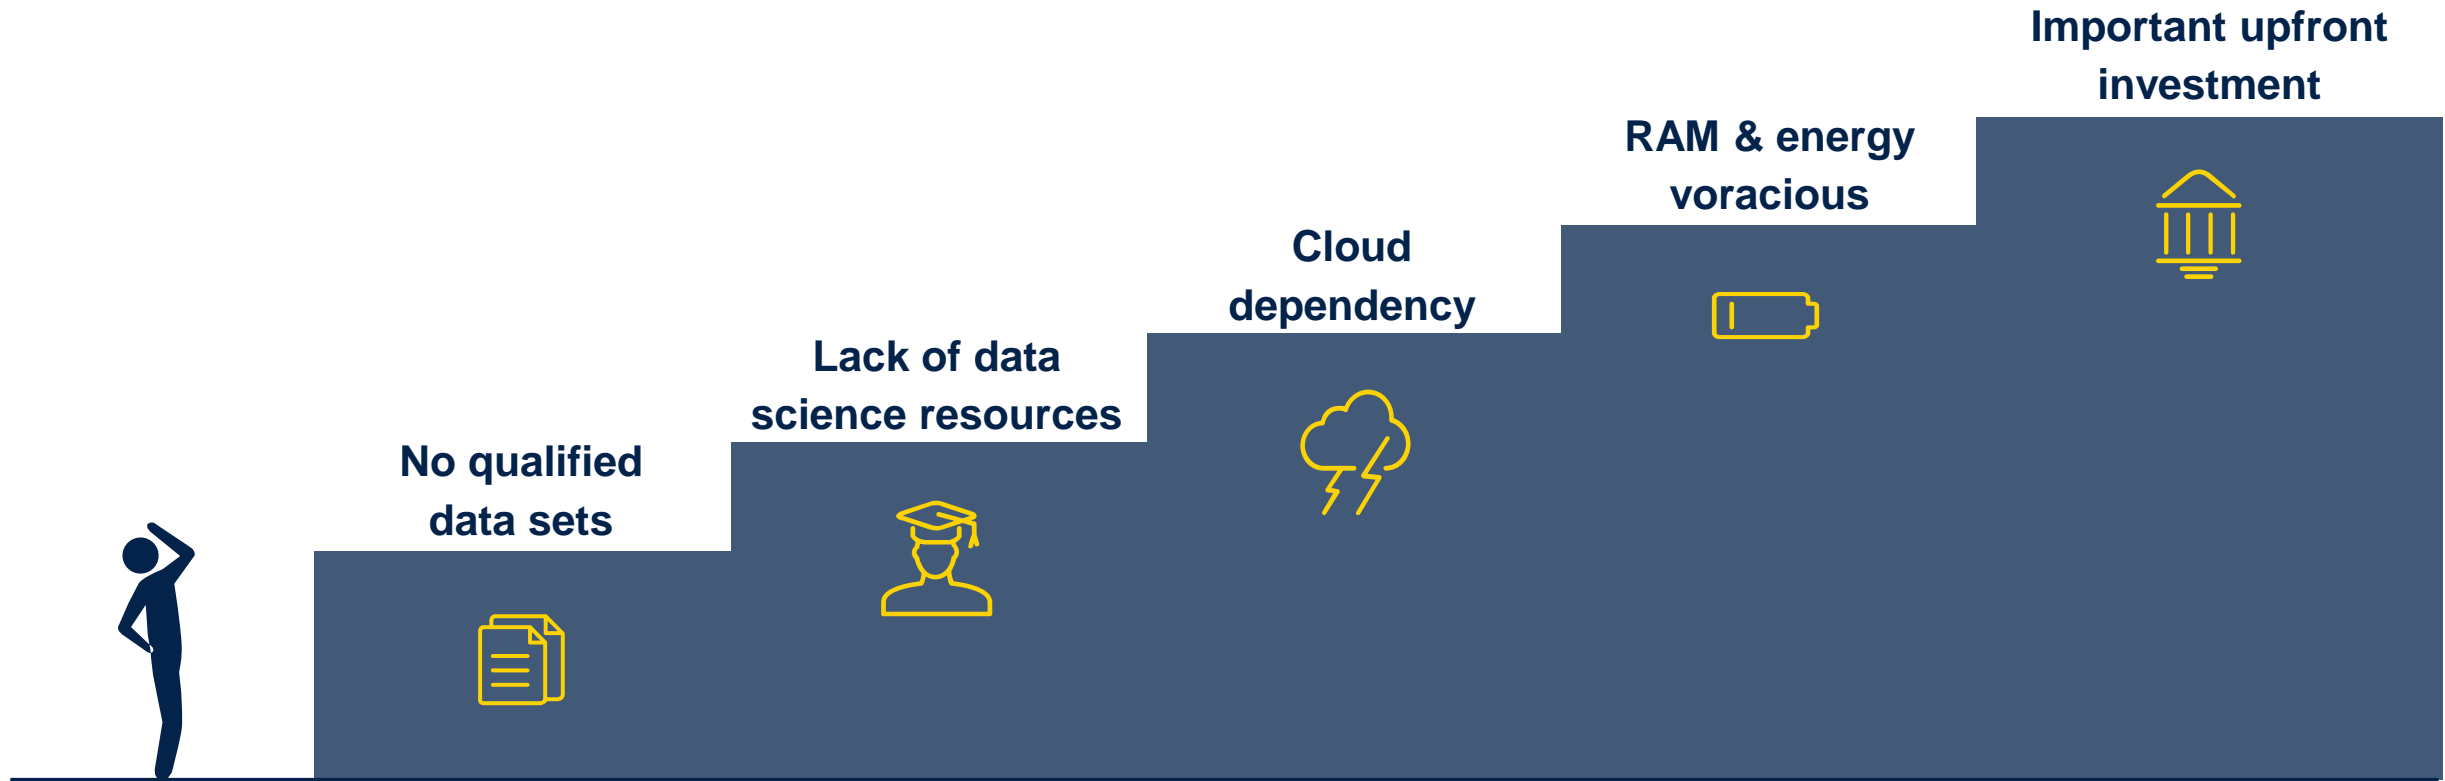 No qualified
data sets
Lack of data
science resources
Cloud
dependency
RAM & energy
voracious
Important upfront
investment